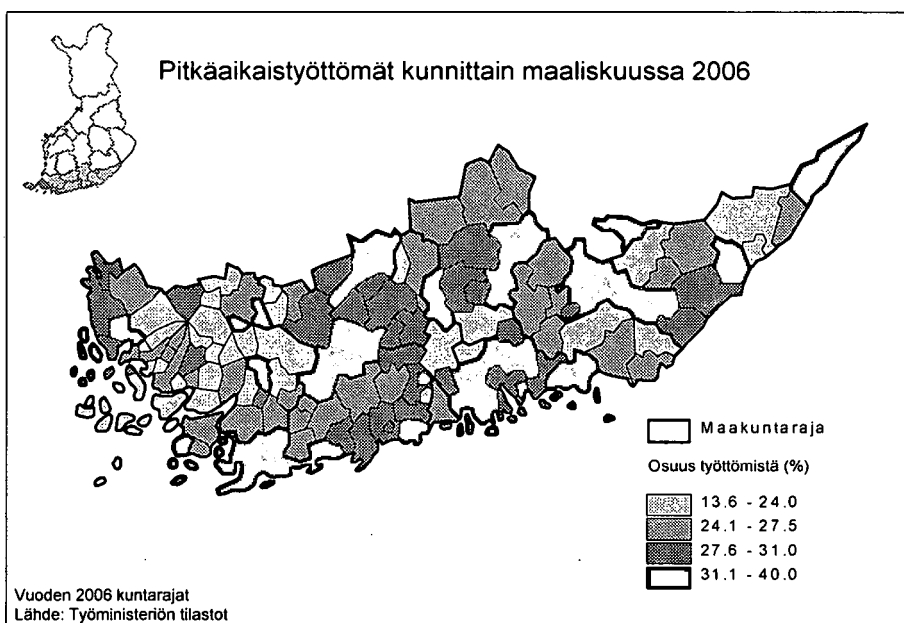 Pitkäaikaistyöttömät kunnittain maaliskuussa 2006
Maakuntaraja
Osuus työttömistä (%)
13.6 - 24.0
24.1 - 27.5
27.6 - 31.0
31.1 - 40.0
Vuoden 2006 kuntarajat
Lähde: Työministeriön tilastot